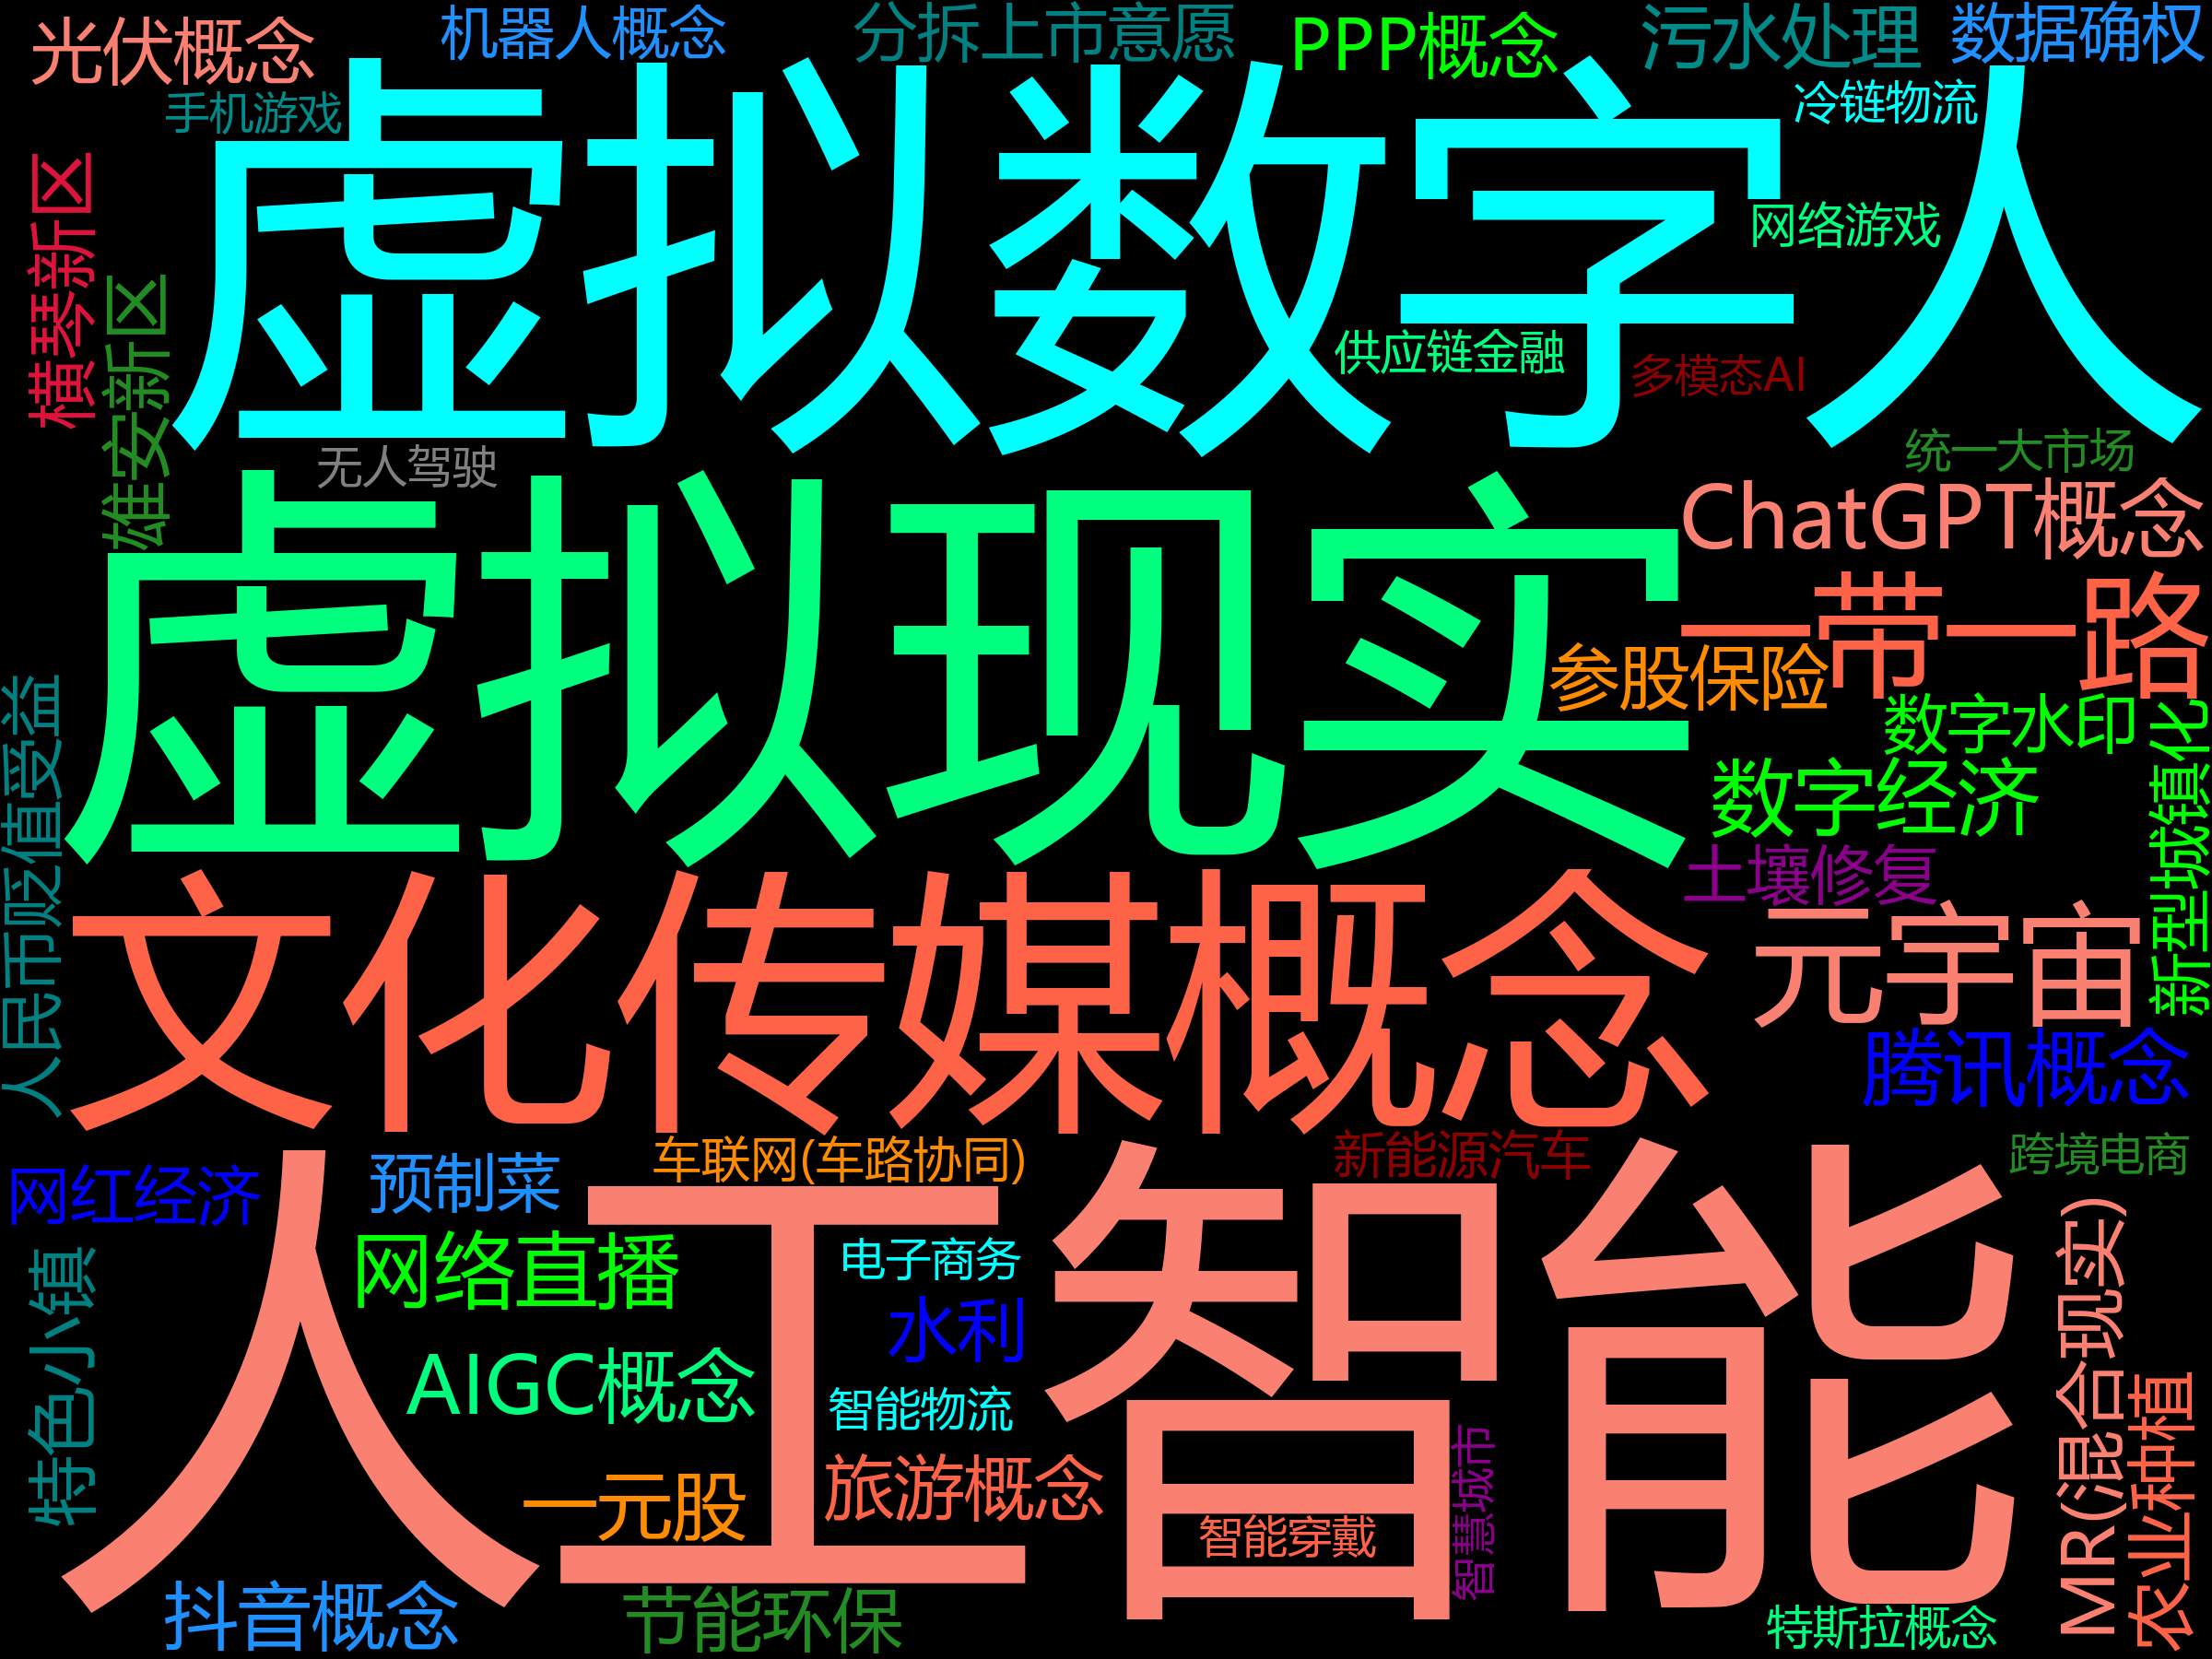 光伏概念
机器人概念
分拆上市意愿
PPP概念
污水处理
数据确权
手机游戏
冷链物流
虚拟数字人
网络游戏
横琴新区
雄安新区
供应链金融
多模态AI
统一大市场
无人驾驶
ChatGPT概念
虚拟现实
一带一路
参股保险
数字水印
数字经济
新型城镇化
土壤修复
人民币贬值受益
文化传媒概念
元宇宙
腾讯概念
车联网(车路协同)
新能源汽车
跨境电商
网红经济
预制菜
人工智能
网络直播
电子商务
水利
特色小镇
AIGC概念
智能物流
MR(混合现实)
农业种植
旅游概念
一元股
智能穿戴
智慧城市
抖音概念
节能环保
特斯拉概念